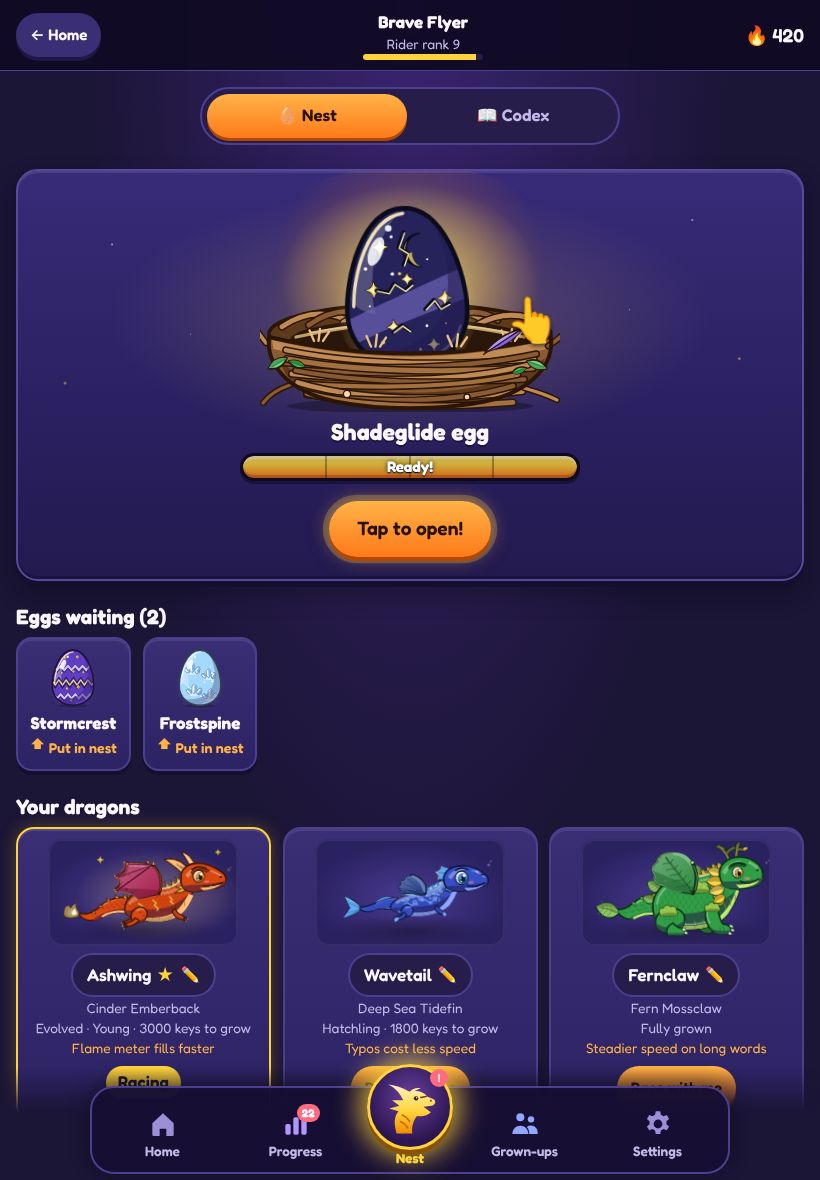 ← Home
Brave Flyer
Rider rank 9
420
Nest
Codex
Shadeglide egg
Ready!
Tap to open!
Eggs waiting (2)
Stormcrest
Put in nest
Frostspine
Put in nest
Your dragons
Ashwing
Cinder Emberback
Evolved · Young · 3000 keys to grow
Flame meter fills faster
Racing
Wavetail
Deep Sea Tidefin
Hatchling · 1800 keys to grow
Typos cost less speed
Fernclaw
Fern Mossclaw
Fully grown
Steadier speed on long words
Race with me
Home
22
Progress
!
Nest
Grown-ups
Settings